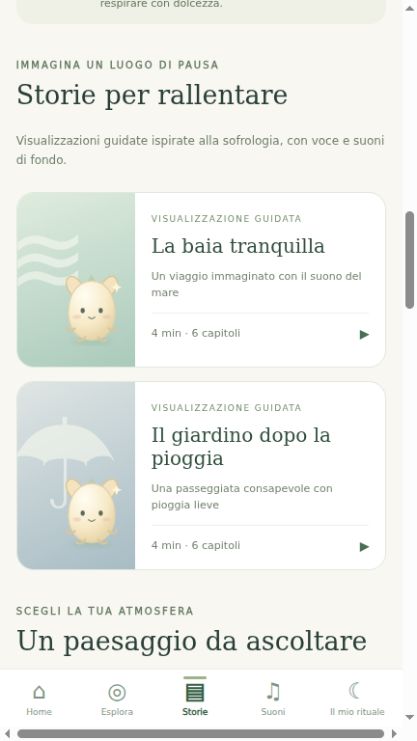 respirare con dolcezza.
IMMAGINA UN LUOGO DI PAUSA
Storie per rallentare
Visualizzazioni guidate ispirate alla sofrologia, con voce e suoni
di fondo.
VISUALIZZAZIONE GUIDATA
La baia tranquilla
Un viaggio immaginato con il suono del
mare
4 min · 6 capitoli
VISUALIZZAZIONE GUIDATA
Il giardino dopo la
pioggia
Una passeggiata consapevole con
pioggia lieve
4 min · 6 capitoli
SCEGLI LA TUA ATMOSFERA
Un paesaggio da ascoltare
Home
Esplora
Storie
Suoni
Il mio rituale